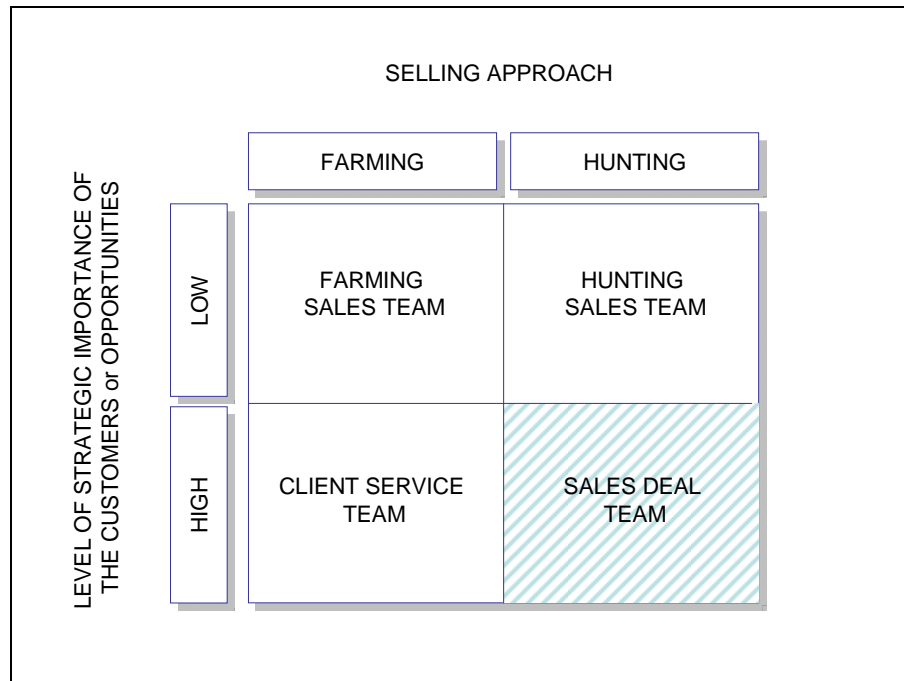 SELLING APPROACH
FARMING
HUNTING
LEVEL OF STRATEGIC IMPORTANCE OF
THE CUSTOMERS or OPPORTUNITIES
LOW
FARMING
SALES TEAM
HUNTING
SALES TEAM
HIGH
CLIENT SERVICE
TEAM
SALES DEAL
TEAM